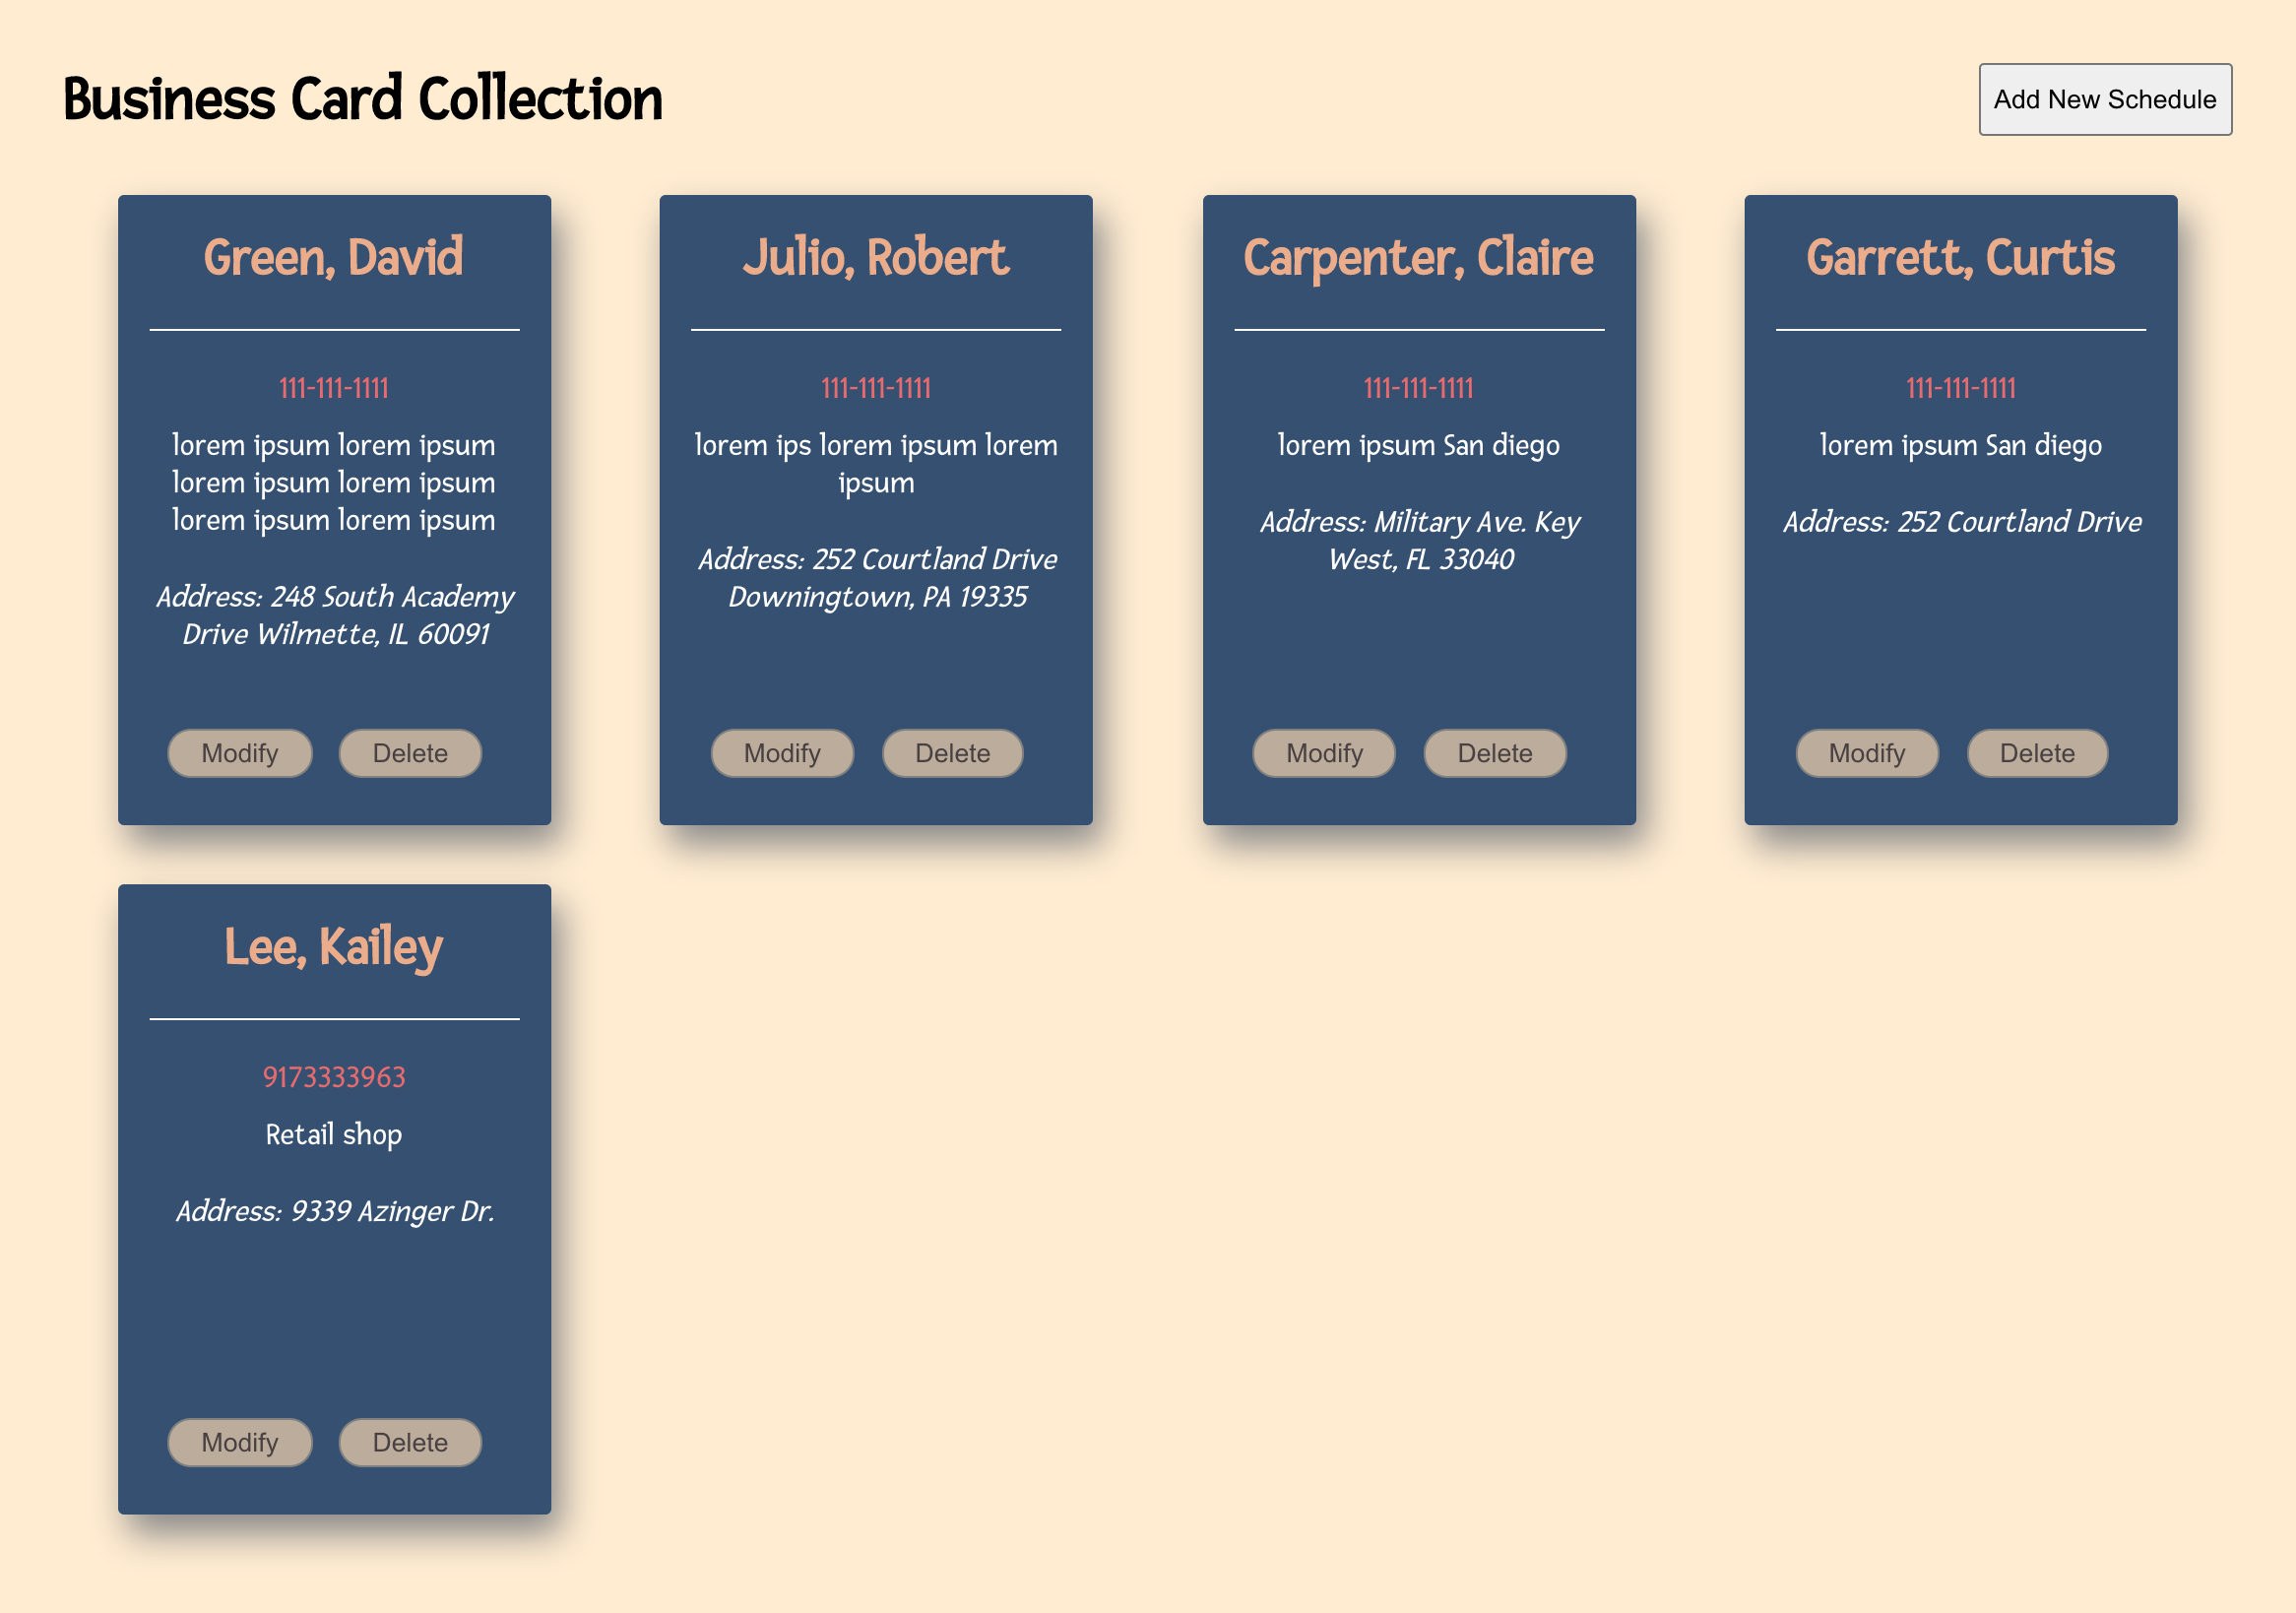 Business Card Collection
Add New Schedule
Green, David
111-111-1111
lorem ipsum lorem ipsum
lorem ipsum lorem ipsum
lorem ipsum lorem ipsum
Address: 248 South Academy
Drive Wilmette, IL 60091
Modify
Delete
Julio, Robert
111-111-1111
lorem ips lorem ipsum lorem
ipsum
Address: 252 Courtland Drive
Downingtown, PA 19335
Modify
Delete
Carpenter, Claire
111-111-1111
lorem ipsum San diego
Address: Military Ave. Key
West, FL 33040
Modify
Delete
Garrett, Curtis
111-111-1111
lorem ipsum San diego
Address: 252 Courtland Drive
Modify
Delete
Lee, Kailey
9173333963
Retail shop
Address: 9339 Azinger Dr.
Modify
Delete